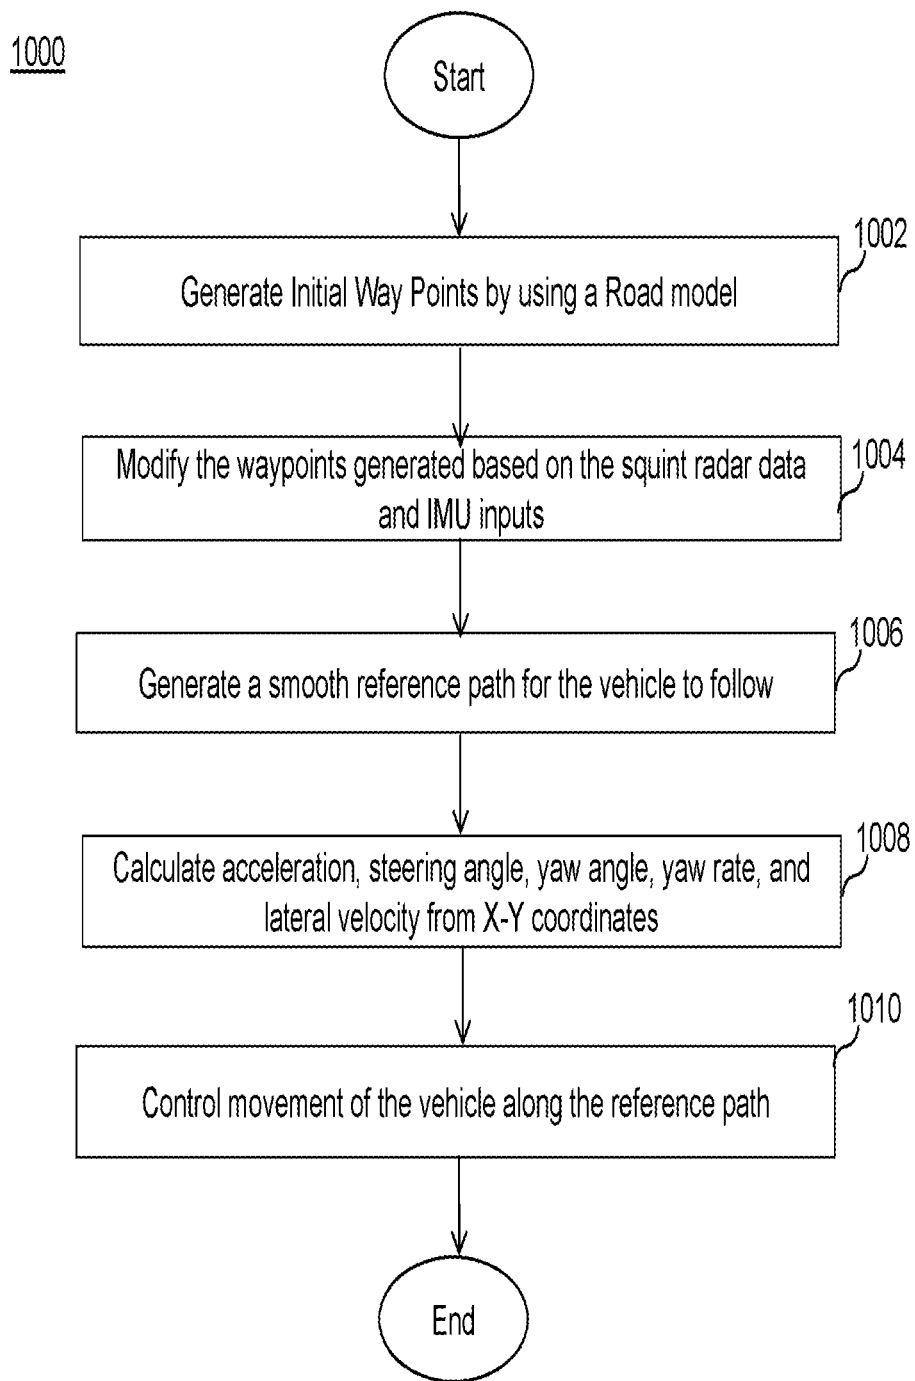 1000
Start
1002
Generate Initial Way Points by using a Road model
1004
Modify the waypoints generated based on the squint radar data
and IMU inputs
1006
Generate a smooth reference path for the vehicle to follow
1008
Calculate acceleration, steering angle, yaw angle, yaw rate, and
lateral velocity from X-Y coordinates
1010
Control movement of the vehicle along the reference path
End